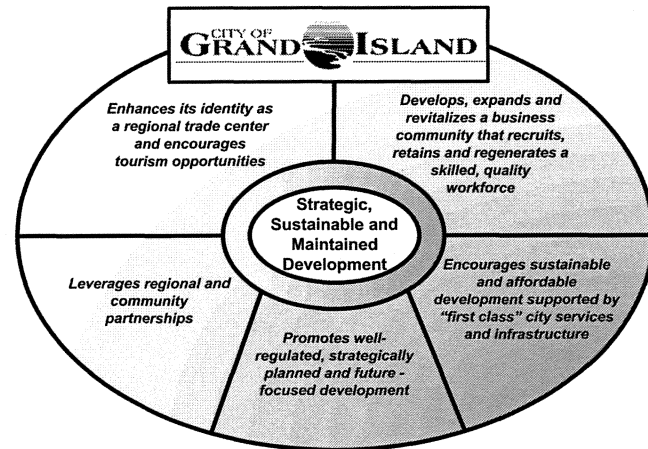 CITY OF
GRAND ISLAND
Enhances its identity as
a regional trade center
and encourages
tourism opportunities
Develops, expands and
revitalizes a business
community that recruits,
retains and regenerates a
skilled, quality
workforce
Strategic,
Sustainable and
Maintained
Development
Leverages regional and
community
partnerships
Promotes well-
regulated, strategically
planned and future -
focused development
Encourages sustainable
and affordable
development supported by
"first class" city services
and infrastructure